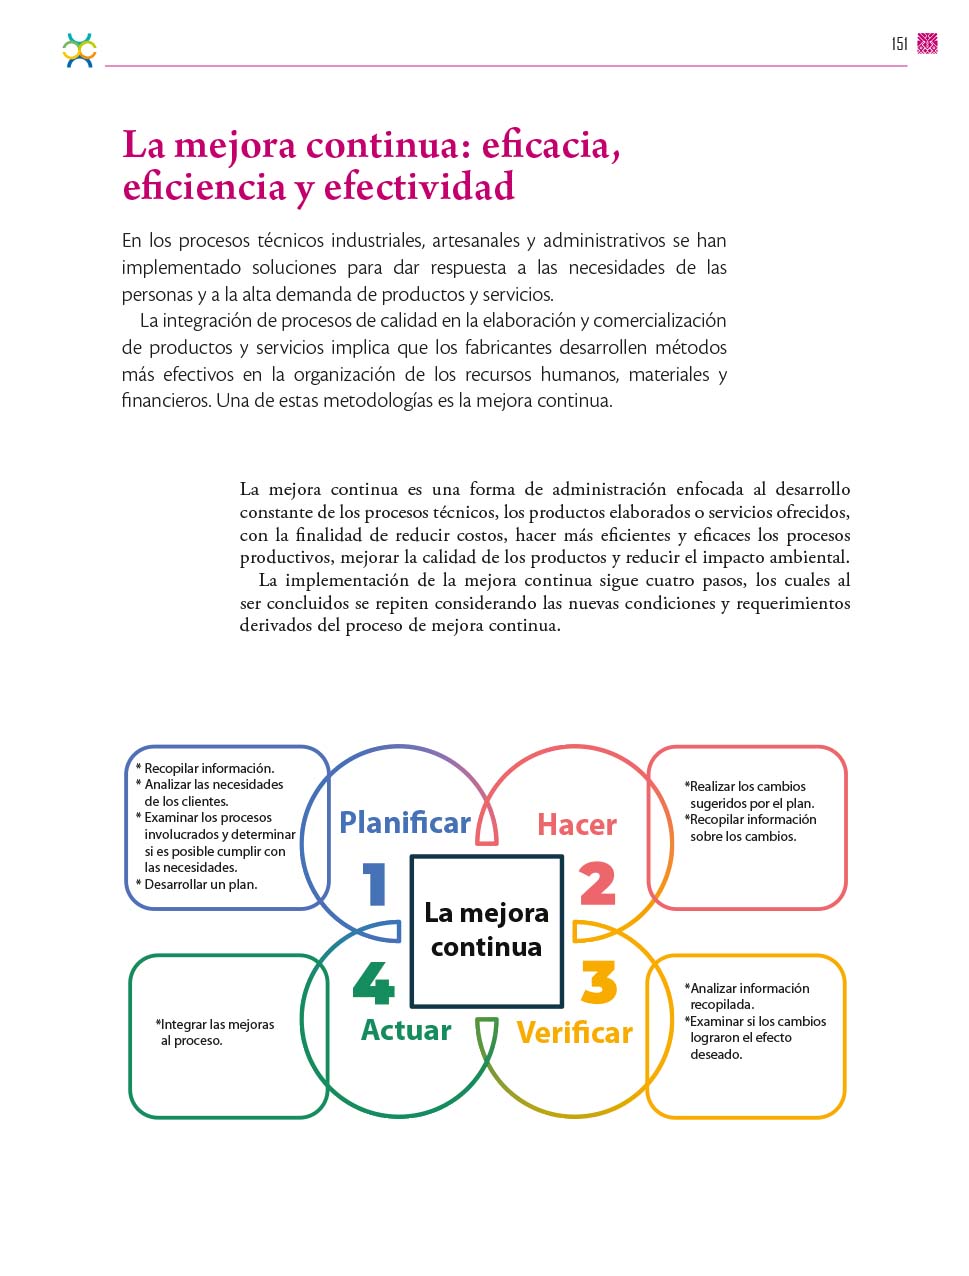 151
La mejora continua: eficacia,
eficiencia y efectividad
En los procesos técnicos industriales, artesanales y administrativos se han
implementado soluciones para dar respuesta a las necesidades de las
personas y a la alta demanda de productos y servicios.
La integración de procesos de calidad en la elaboración y comercialización
de productos y servicios implica que los fabricantes desarrollen métodos
más efectivos en la organización de los recursos humanos, materiales y
financieros. Una de estas metodologías es la mejora continua.
La mejora continua es una forma de administración enfocada al desarrollo
constante de los procesos técnicos, los productos elaborados o servicios ofrecidos,
con la finalidad de reducir costos, hacer más eficientes y eficaces los procesos
productivos, mejorar la calidad de los productos y reducir el impacto ambiental.
La implementación de la mejora continua sigue cuatro pasos, los cuales al
ser concluidos se repiten considerando las nuevas condiciones y requerimientos
derivados del proceso de mejora continua.
* Recopilar información.
* Analizar las necesidades
de los clientes.
* Examinar los procesos
involucrados y determinar
si es posible cumplir con
las necesidades.
* Desarrollar un plan.
Planificar
1
Hacer
2
*Realizar los cambios
sugeridos por el plan.
*Recopilar información
sobre los cambios.
La mejora
continua
*Integrar las mejoras
al proceso.
4
Actuar
3
Verificar
*Analizar información
recopilada.
*Examinar si los cambios
lograron el efecto
deseado.